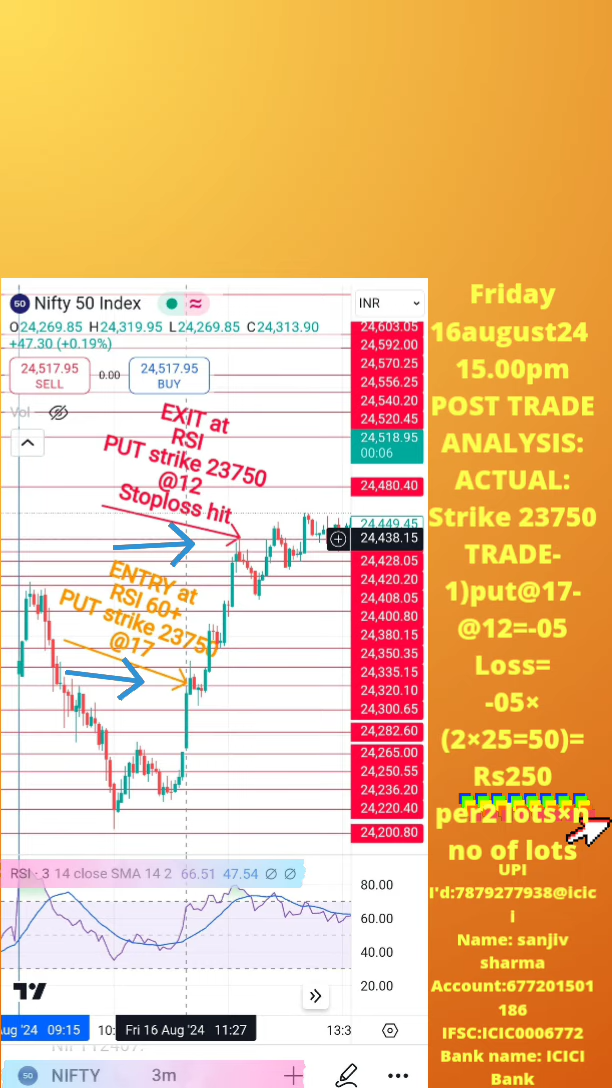 50 Nifty 50 Index
INR
O24,269.85 H24,319.95 L24,269.85 C24,313.90
+47.30 (+0.19%)
24,517.95
SELL
0.00
24,517.95
BUY
Vol
24,603.05
24,592.00
24,570.25
24,556.25
24,540.20
24,520.45
24,518.95
00:06
24,480.40
24,449.45
24,438.15
24,428.05
24,420.20
24,408.05
24,400.80
24,380.15
24,350.35
24,335.15
24,320.10
24,300.65
24,282.60
24,265.00
24,250.55
24,236.20
24,220.40
24,200.80
EXIT at
RSI
PUT strike 23750
@12
Stoploss hit
ENTRY at
RSI 60+
PUT strike 23750
@17
RSI 3 14 close SMA 14 2 66.51 47.54
80.00
60.00
40.00
20.00
Aug '24 09:15
10:
Fri 16 Aug '24 11:27
13:3
50 NIFTY 3m
Friday
16august24
15.00pm
POST TRADE
ANALYSIS:
ACTUAL:
Strike 23750
TRADE-
1)put@17-
@12=-05
Loss=
-05×
(2×25=50)=
Rs250
per2 lots×n
no of lots
UPI
I'd:7879277938@icic
i
Name: sanjiv
sharma
Account:677201501
186
IFSC:ICIC0006772
Bank name: ICICI
Bank